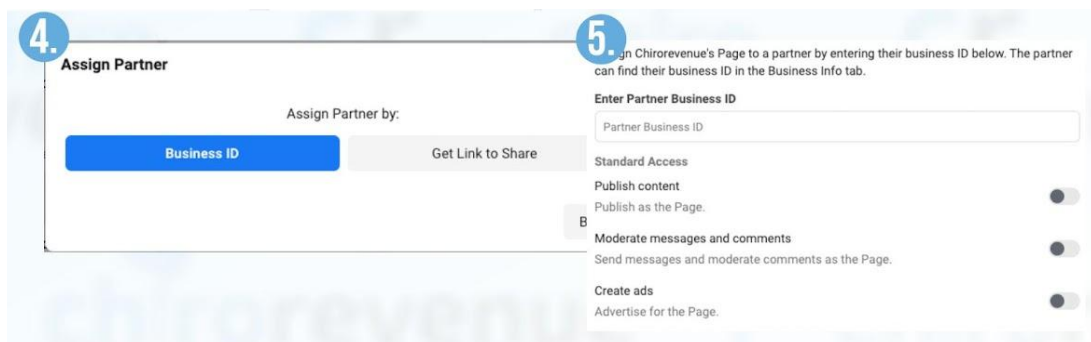 4.
Assign Partner
Assign Partner by:
Business ID
Get Link to Share
B
5.
gn Chirorevenue's Page to a partner by entering their business ID below. The partner
can find their business ID in the Business Info tab.
Enter Partner Business ID
Partner Business ID
Standard Access
Publish content
Publish as the Page.
Moderate messages and comments
Send messages and moderate comments as the Page.
Create ads
Advertise for the Page.
chirorevenue